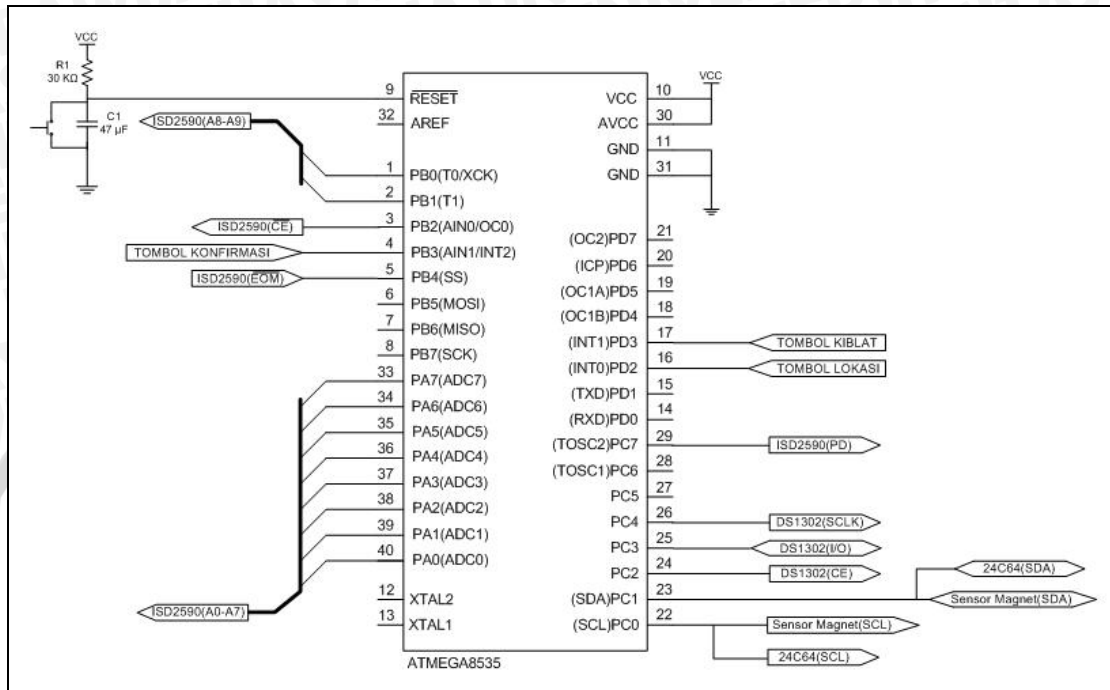 VCC
R1
30 KΩ
C1
47 µF
ISD2590(A8-A9)
ISD2590(CE)
TOMBOL KONFIRMASI
ISD2590(EOM)
ISD2590(A0-A7)
9 RESET
32 AREF
1 PB0(T0/XCK)
2 PB1(T1)
3 PB2(AIN0/OC0)
4 PB3(AIN1/INT2)
5 PB4(SS)
6 PB5(MOSI)
7 PB6(MISO)
8 PB7(SCK)
33 PA7(ADC7)
34 PA6(ADC6)
35 PA5(ADC5)
36 PA4(ADC4)
37 PA3(ADC3)
38 PA2(ADC2)
39 PA1(ADC1)
40 PA0(ADC0)
12 XTAL2
13 XTAL1
VCC 10
AVCC 30
GND 11
GND 31
VCC
(OC2)PD7 21
(ICP)PD6 20
(OC1A)PD5 19
(OC1B)PD4 18
(INT1)PD3 17 TOMBOL KIBLAT
(INT0)PD2 16 TOMBOL LOKASI
(TXD)PD1 15
(RXD)PD0 14
(TOSC2)PC7 29 ISD2590(PD)
(TOSC1)PC6 28
PC5 27
PC4 26 DS1302(SCLK)
PC3 25 DS1302(I/O)
PC2 24 DS1302(CE)
24C64(SDA)
(SDA)PC1 23 Sensor Magnet(SDA)
(SCL)PC0 22 Sensor Magnet(SCL)
24C64(SCL)
ATMEGA8535